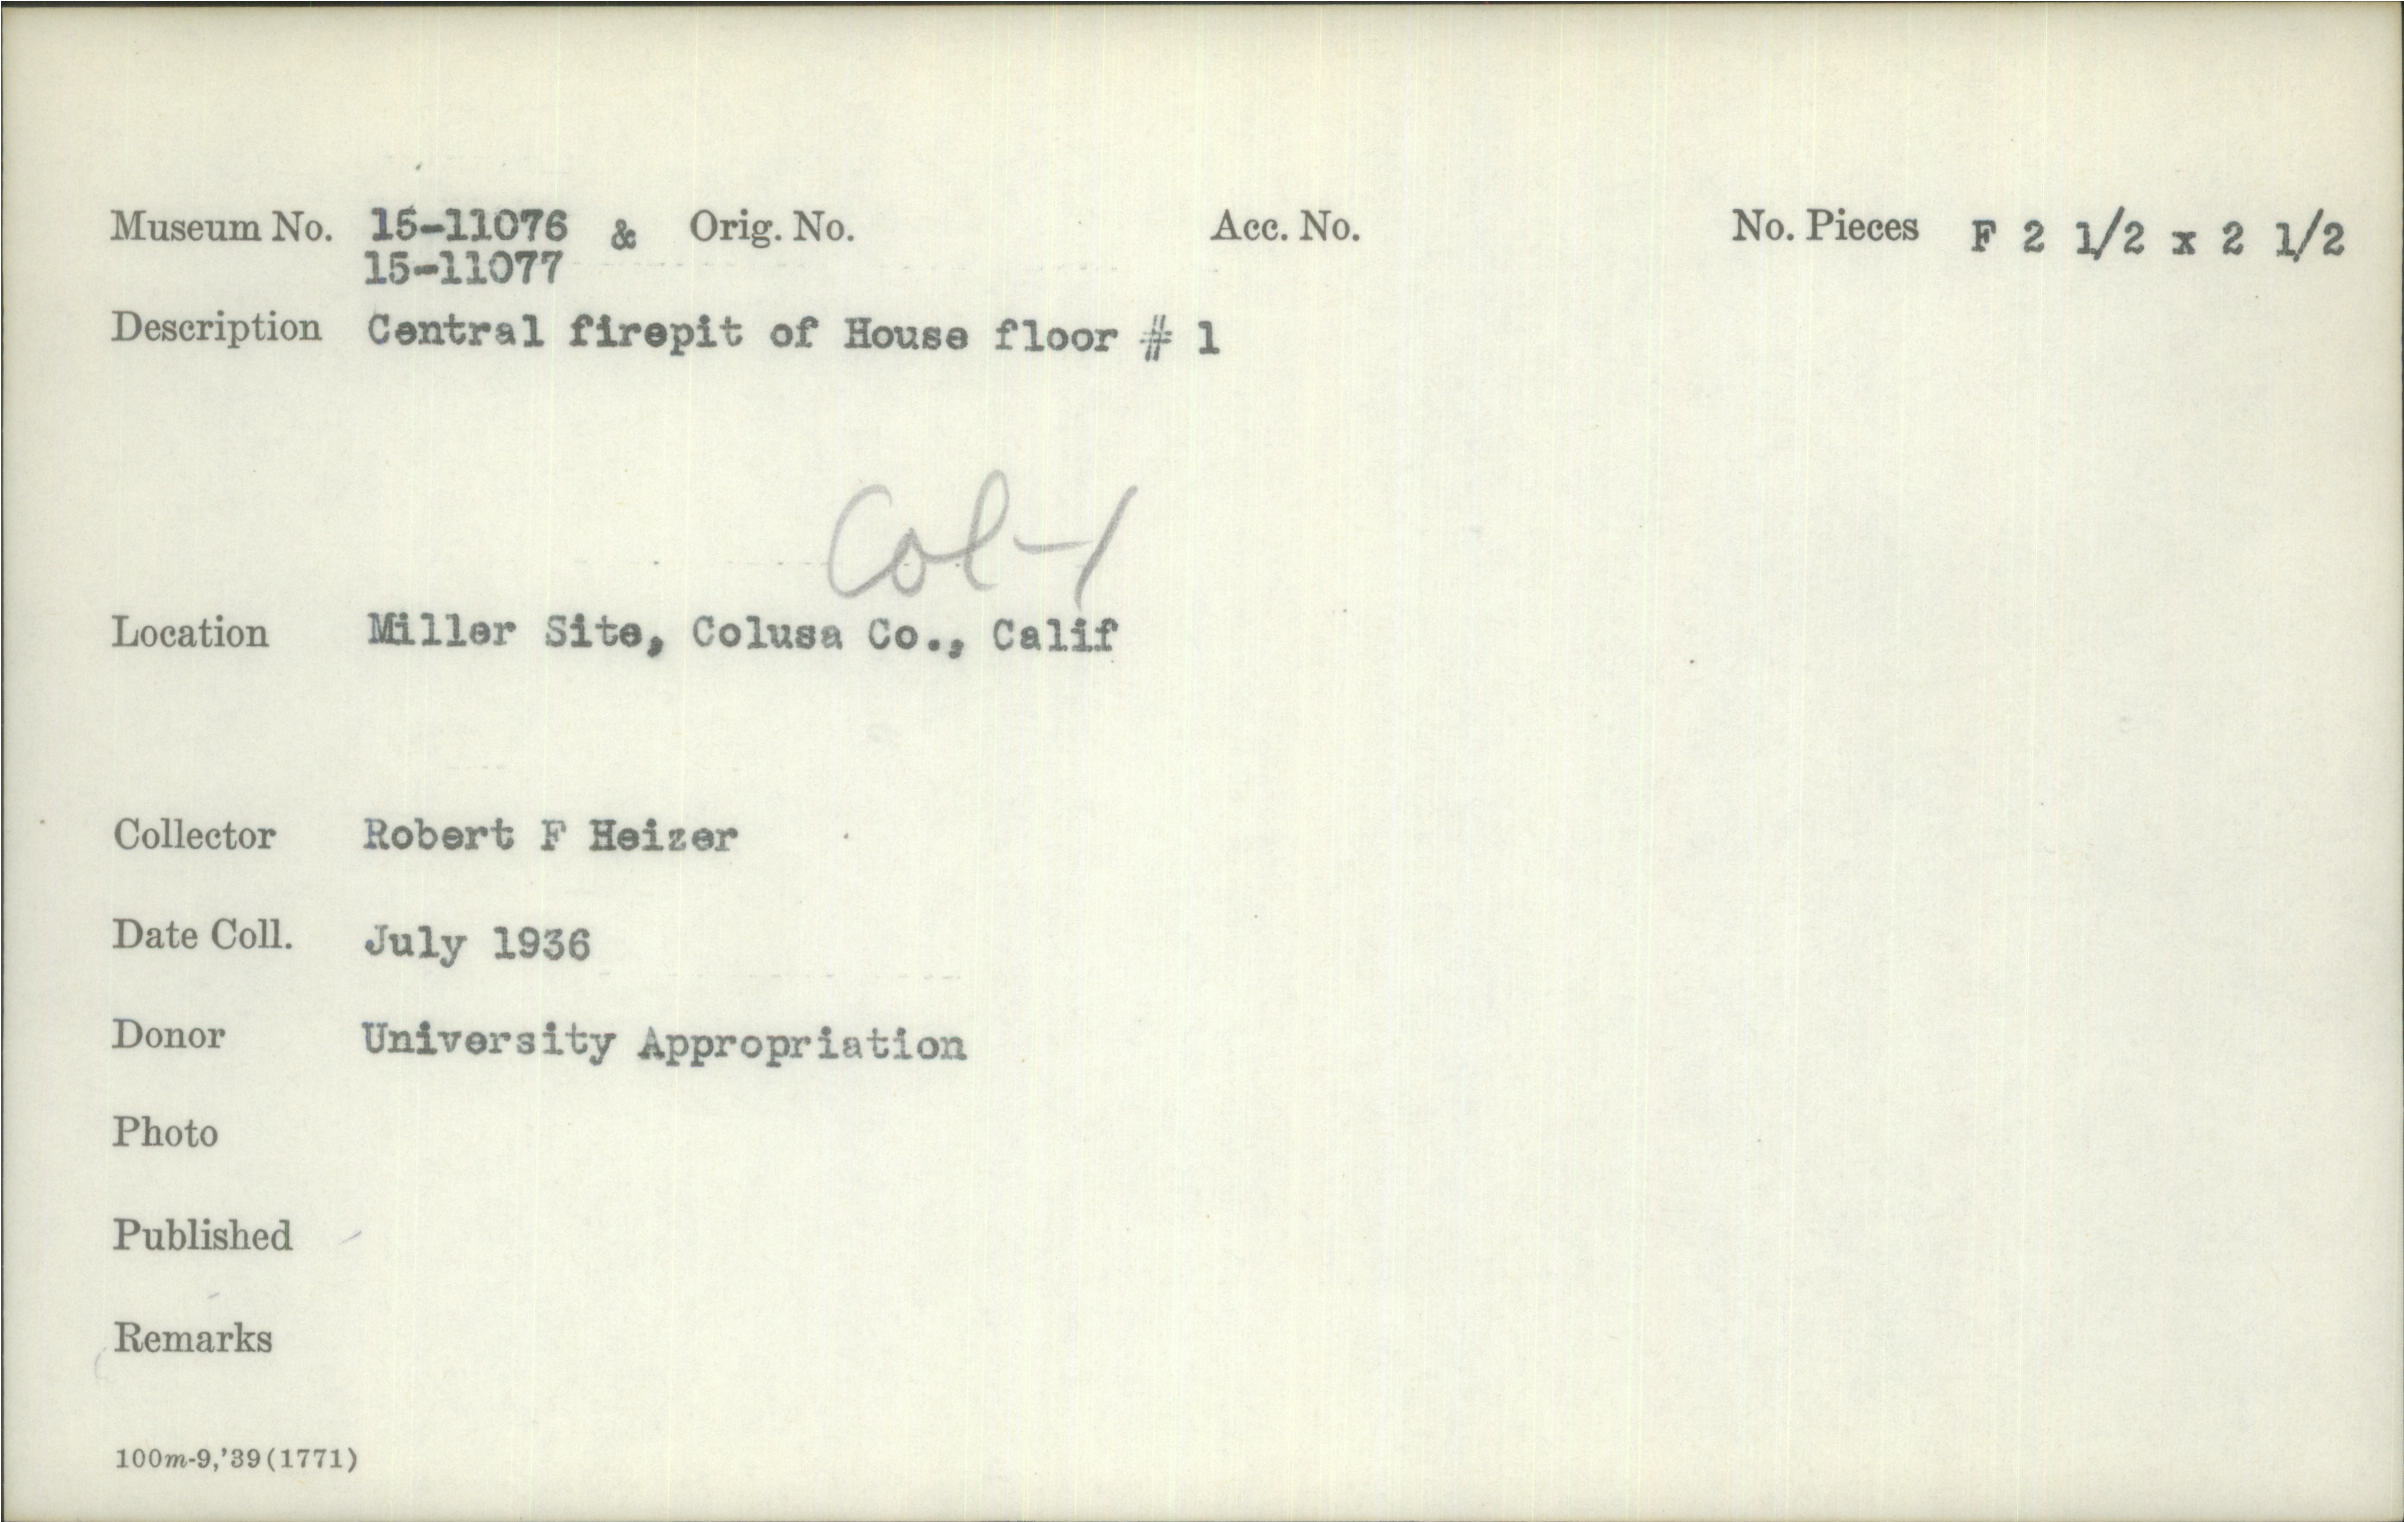 Museum No. 15-11076 & Orig. No. Acc. No. No. Pieces F 2 1/2 x 2 1/2
15-11077
Description Central firepit of House floor # 1
Col-1
Location Miller Site, Colusa Co., Calif
Collector Robert F Heizer
Date Coll. July 1936
Donor University Appropriation
Photo
Published
Remarks
100m-9,'39(1771)